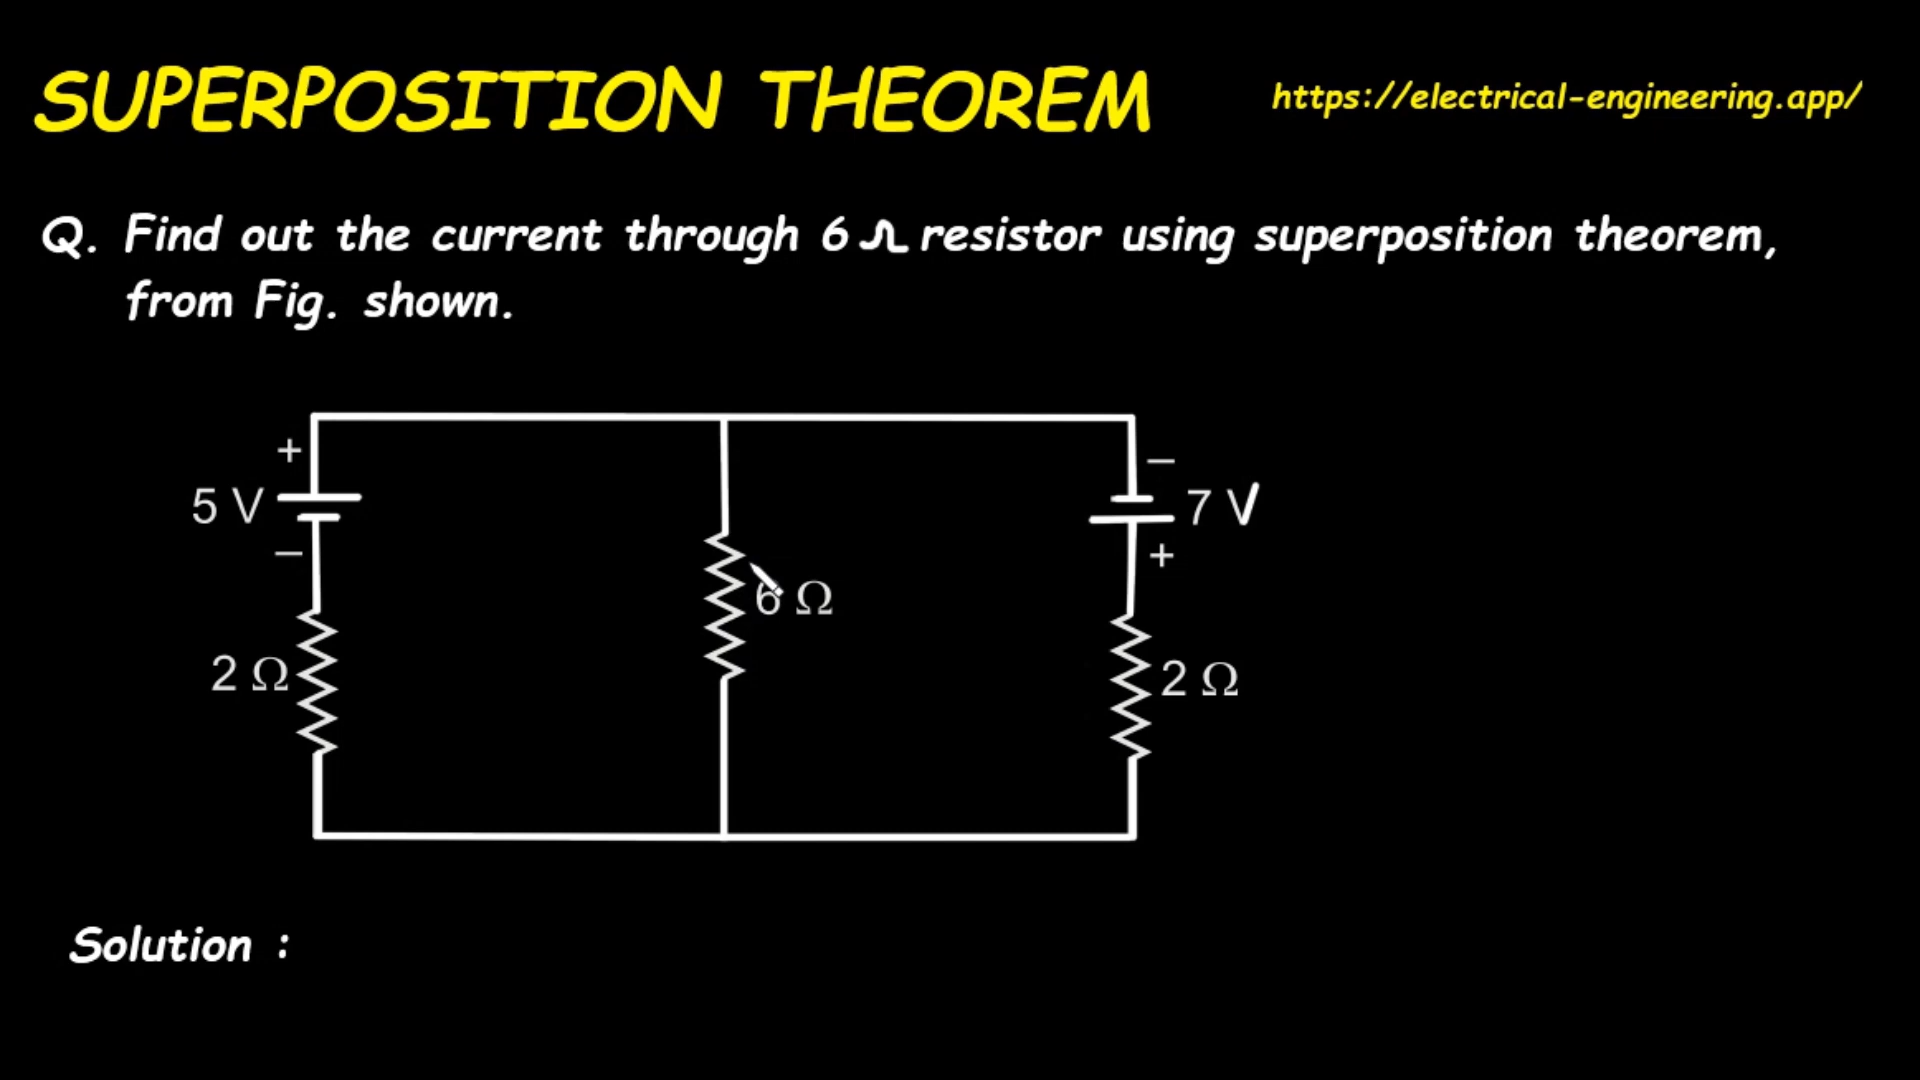 SUPERPOSITION THEOREM
https://electrical-engineering.app/
Q. Find out the current through 6 Ω resistor using superposition theorem,
from Fig. shown.
+
−
5 V
7 V
−
+
6 Ω
2 Ω
2 Ω
Solution :